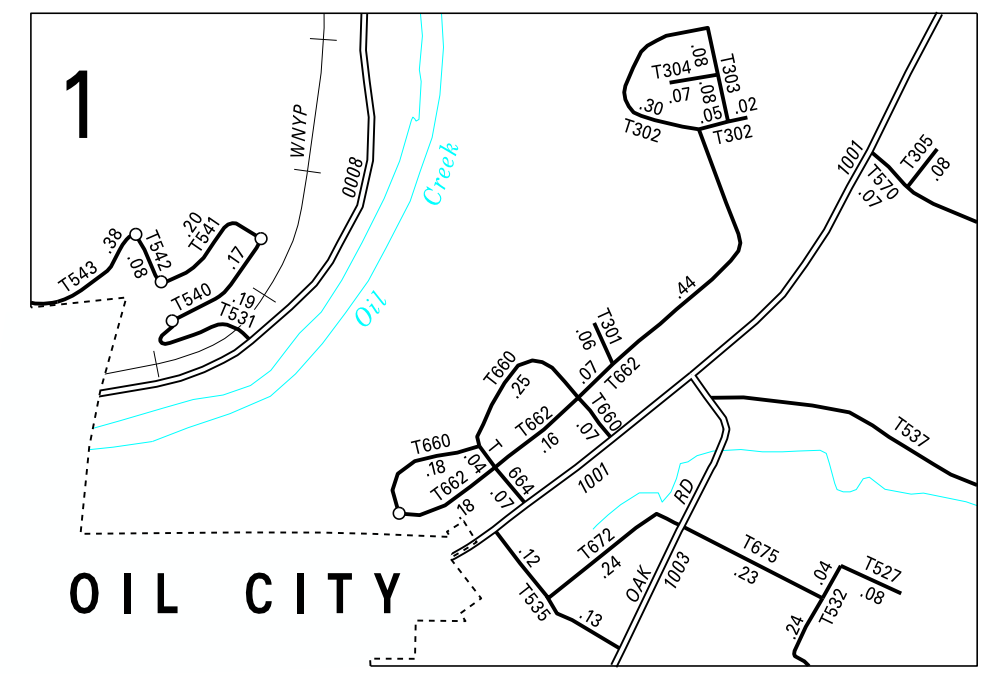 1
WNYP
0008
Creek
Oil
T304
.08
T303
.07
.08
.30
.05
.02
T302
T302
1001
T305
.08
T570
.07
.20
T541
.38
T542
.08
T543
.17
T540
.19
T531
.44
T301
.06
.07
T662
T660
.25
T662
T660
.07
.16
T660
.18
.04
T
664
T662
.07
.18
1001
T537
RD
T672
.24
T675
.23
.12
T535
.13
OAK
1003
.04
T527
.08
T532
.24
OIL CITY